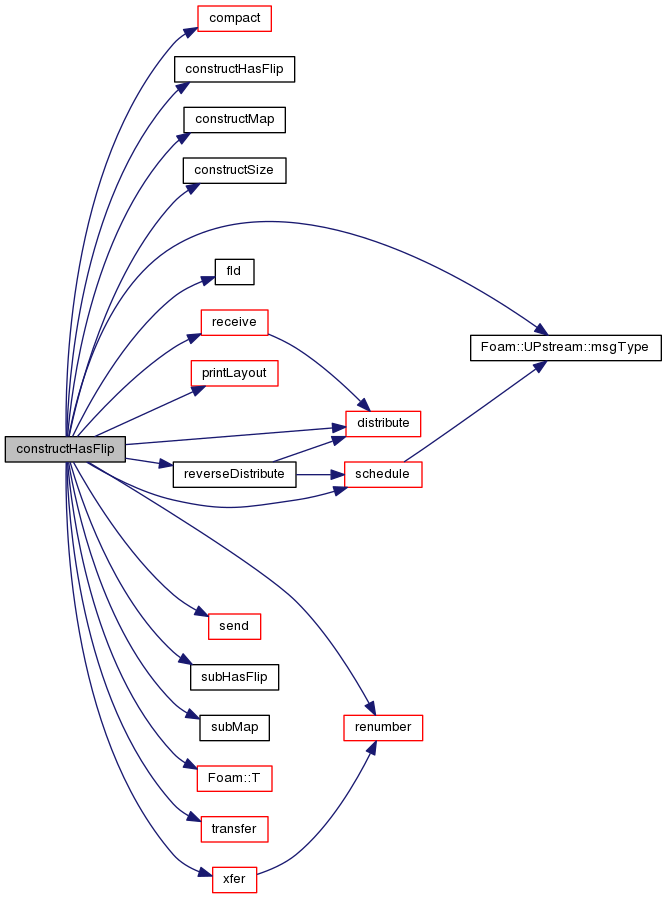 compact
constructHasFlip
constructMap
constructSize
fld
receive
Foam::UPstream::msgType
printLayout
distribute
constructHasFlip
reverseDistribute
schedule
send
subHasFlip
subMap
renumber
Foam::T
transfer
xfer